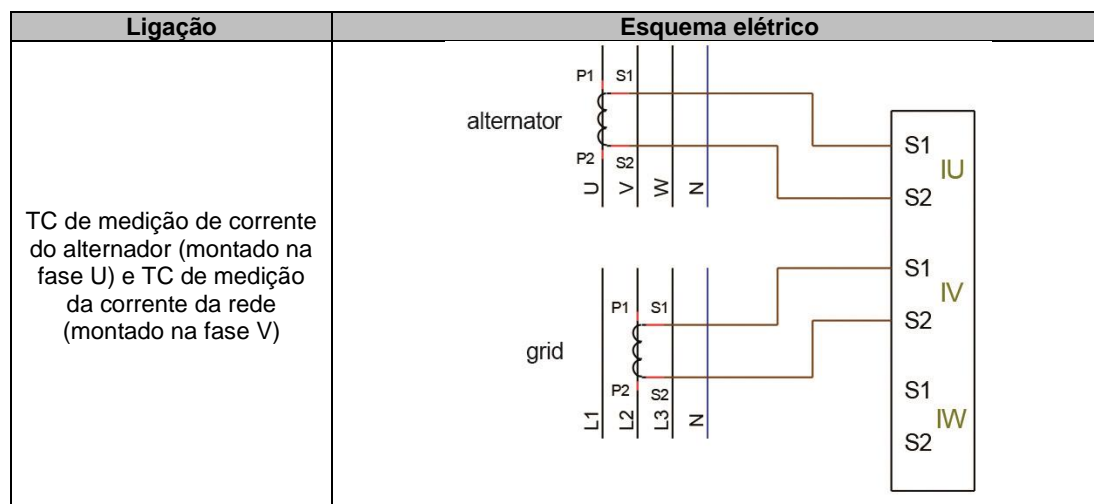 Ligação
Esquema elétrico
TC de medição de corrente
do alternador (montado na
fase U) e TC de medição
da corrente da rede
(montado na fase V)
alternator
P1
S1
P2
S2
U
V
W
N
grid
P1
S1
P2
S2
L1
L2
L3
N
S1
IU
S2
S1
IV
S2
S1
IW
S2